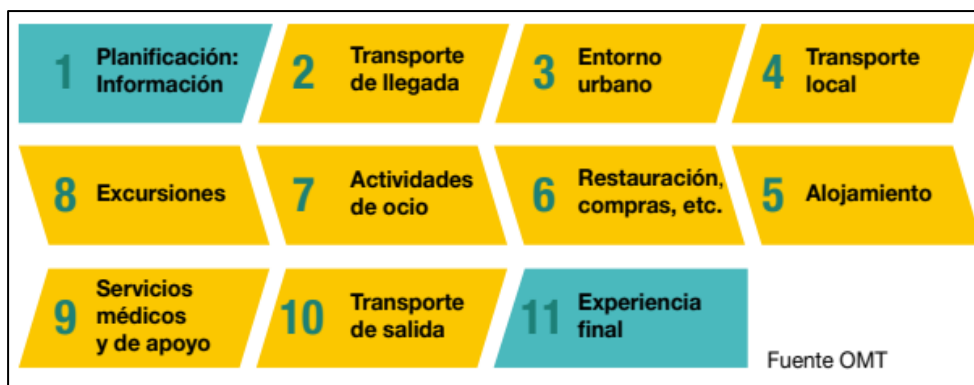 1 Planificación:
Información
2 Transporte
de llegada
3 Entorno
urbano
4 Transporte
local
8 Excursiones
7 Actividades
de ocio
6 Restauración,
compras, etc.
5 Alojamiento
9 Servicios
médicos
y de apoyo
10 Transporte
de salida
11 Experiencia
final
Fuente OMT